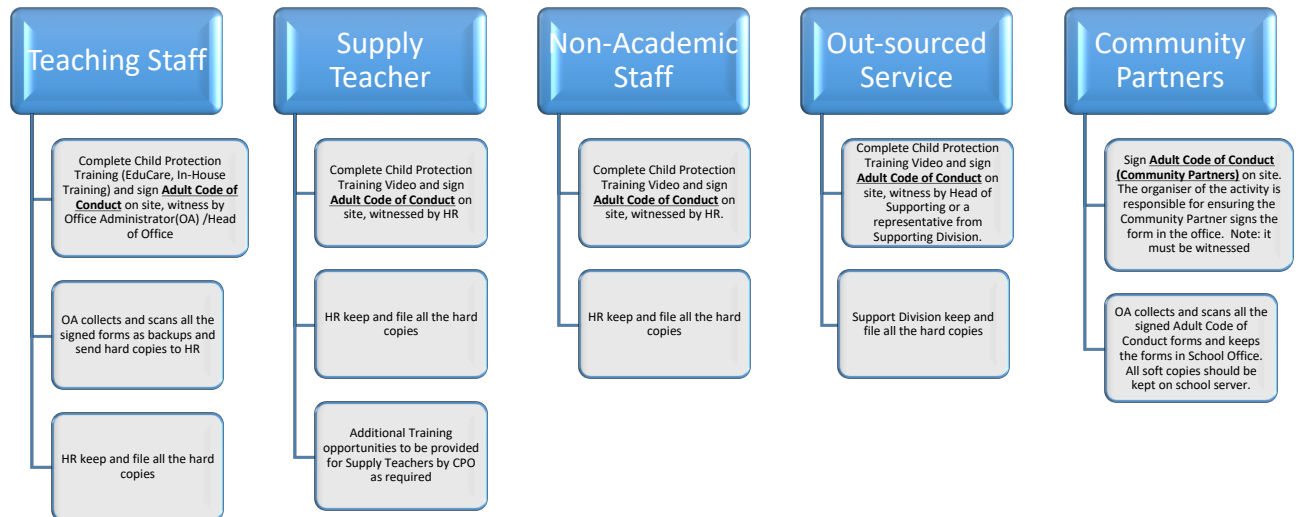 Teaching Staff
Complete Child Protection
Training (EduCare, In-House
Training) and sign Adult Code of
Conduct on site, witness by
Office Administrator(OA) /Head
of Office
OA collects and scans all the
signed forms as backups and
send hard copies to HR
HR keep and file all the hard
copies
Supply
Teacher
Complete Child Protection
Training Video and sign
Adult Code of Conduct on
site, witnessed by HR
HR keep and file all the hard
copies
Additional Training
opportunities to be provided
for Supply Teachers by CPO
as required
Non-Academic
Staff
Complete Child Protection
Training Video and sign
Adult Code of Conduct on
site, witnessed by HR.
HR keep and file all the hard
copies
Out-sourced
Service
Complete Child Protection
Training Video and sign
Adult Code of Conduct on
site, witness by Head of
Supporting or a
representative from
Supporting Division.
Support Division keep and
file all the hard copies
Community
Partners
Sign Adult Code of Conduct
(Community Partners) on site.
The organiser of the activity is
responsible for ensuring the
Community Partner signs the
form in the office. Note: it
must be witnessed
OA collects and scans all the
signed Adult Code of
Conduct forms and keeps
the forms in School Office.
All soft copies should be
kept on school server.